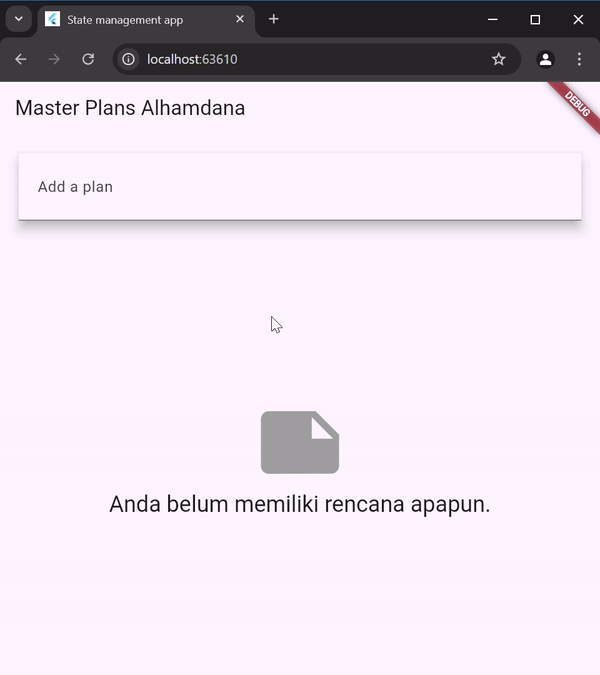 State management app
localhost:63610
Master Plans Alhamdana
DEBUG
Add a plan
Anda belum memiliki rencana apapun.